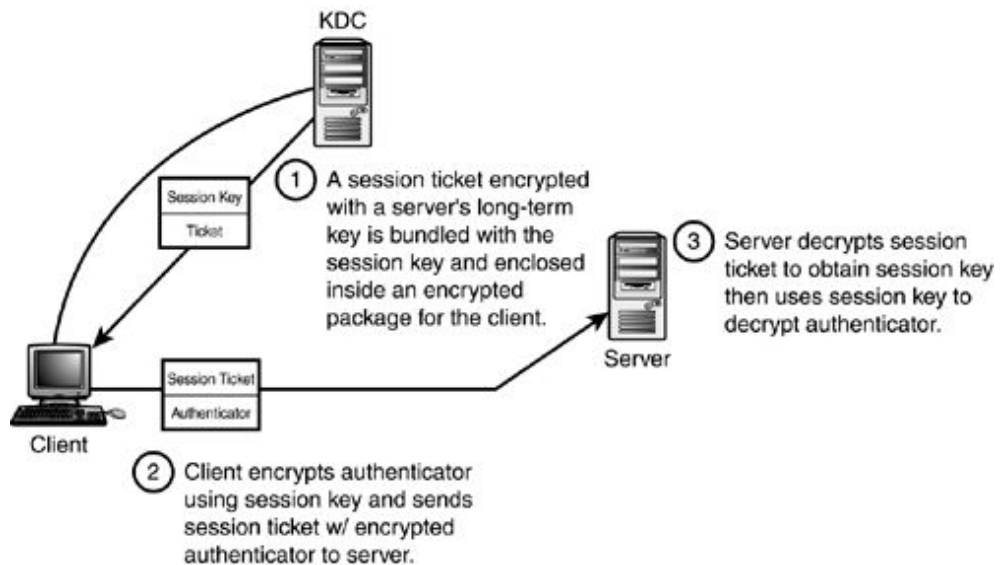 KDC
Session Key
Ticket
1
A session ticket encrypted
with a server's long-term
key is bundled with the
session key and enclosed
inside an encrypted
package for the client.
3
Server decrypts session
ticket to obtain session key
then uses session key to
decrypt authenticator.
Server
Session Ticket
Authenticator
Client
2
Client encrypts authenticator
using session key and sends
session ticket w/ encrypted
authenticator to server.